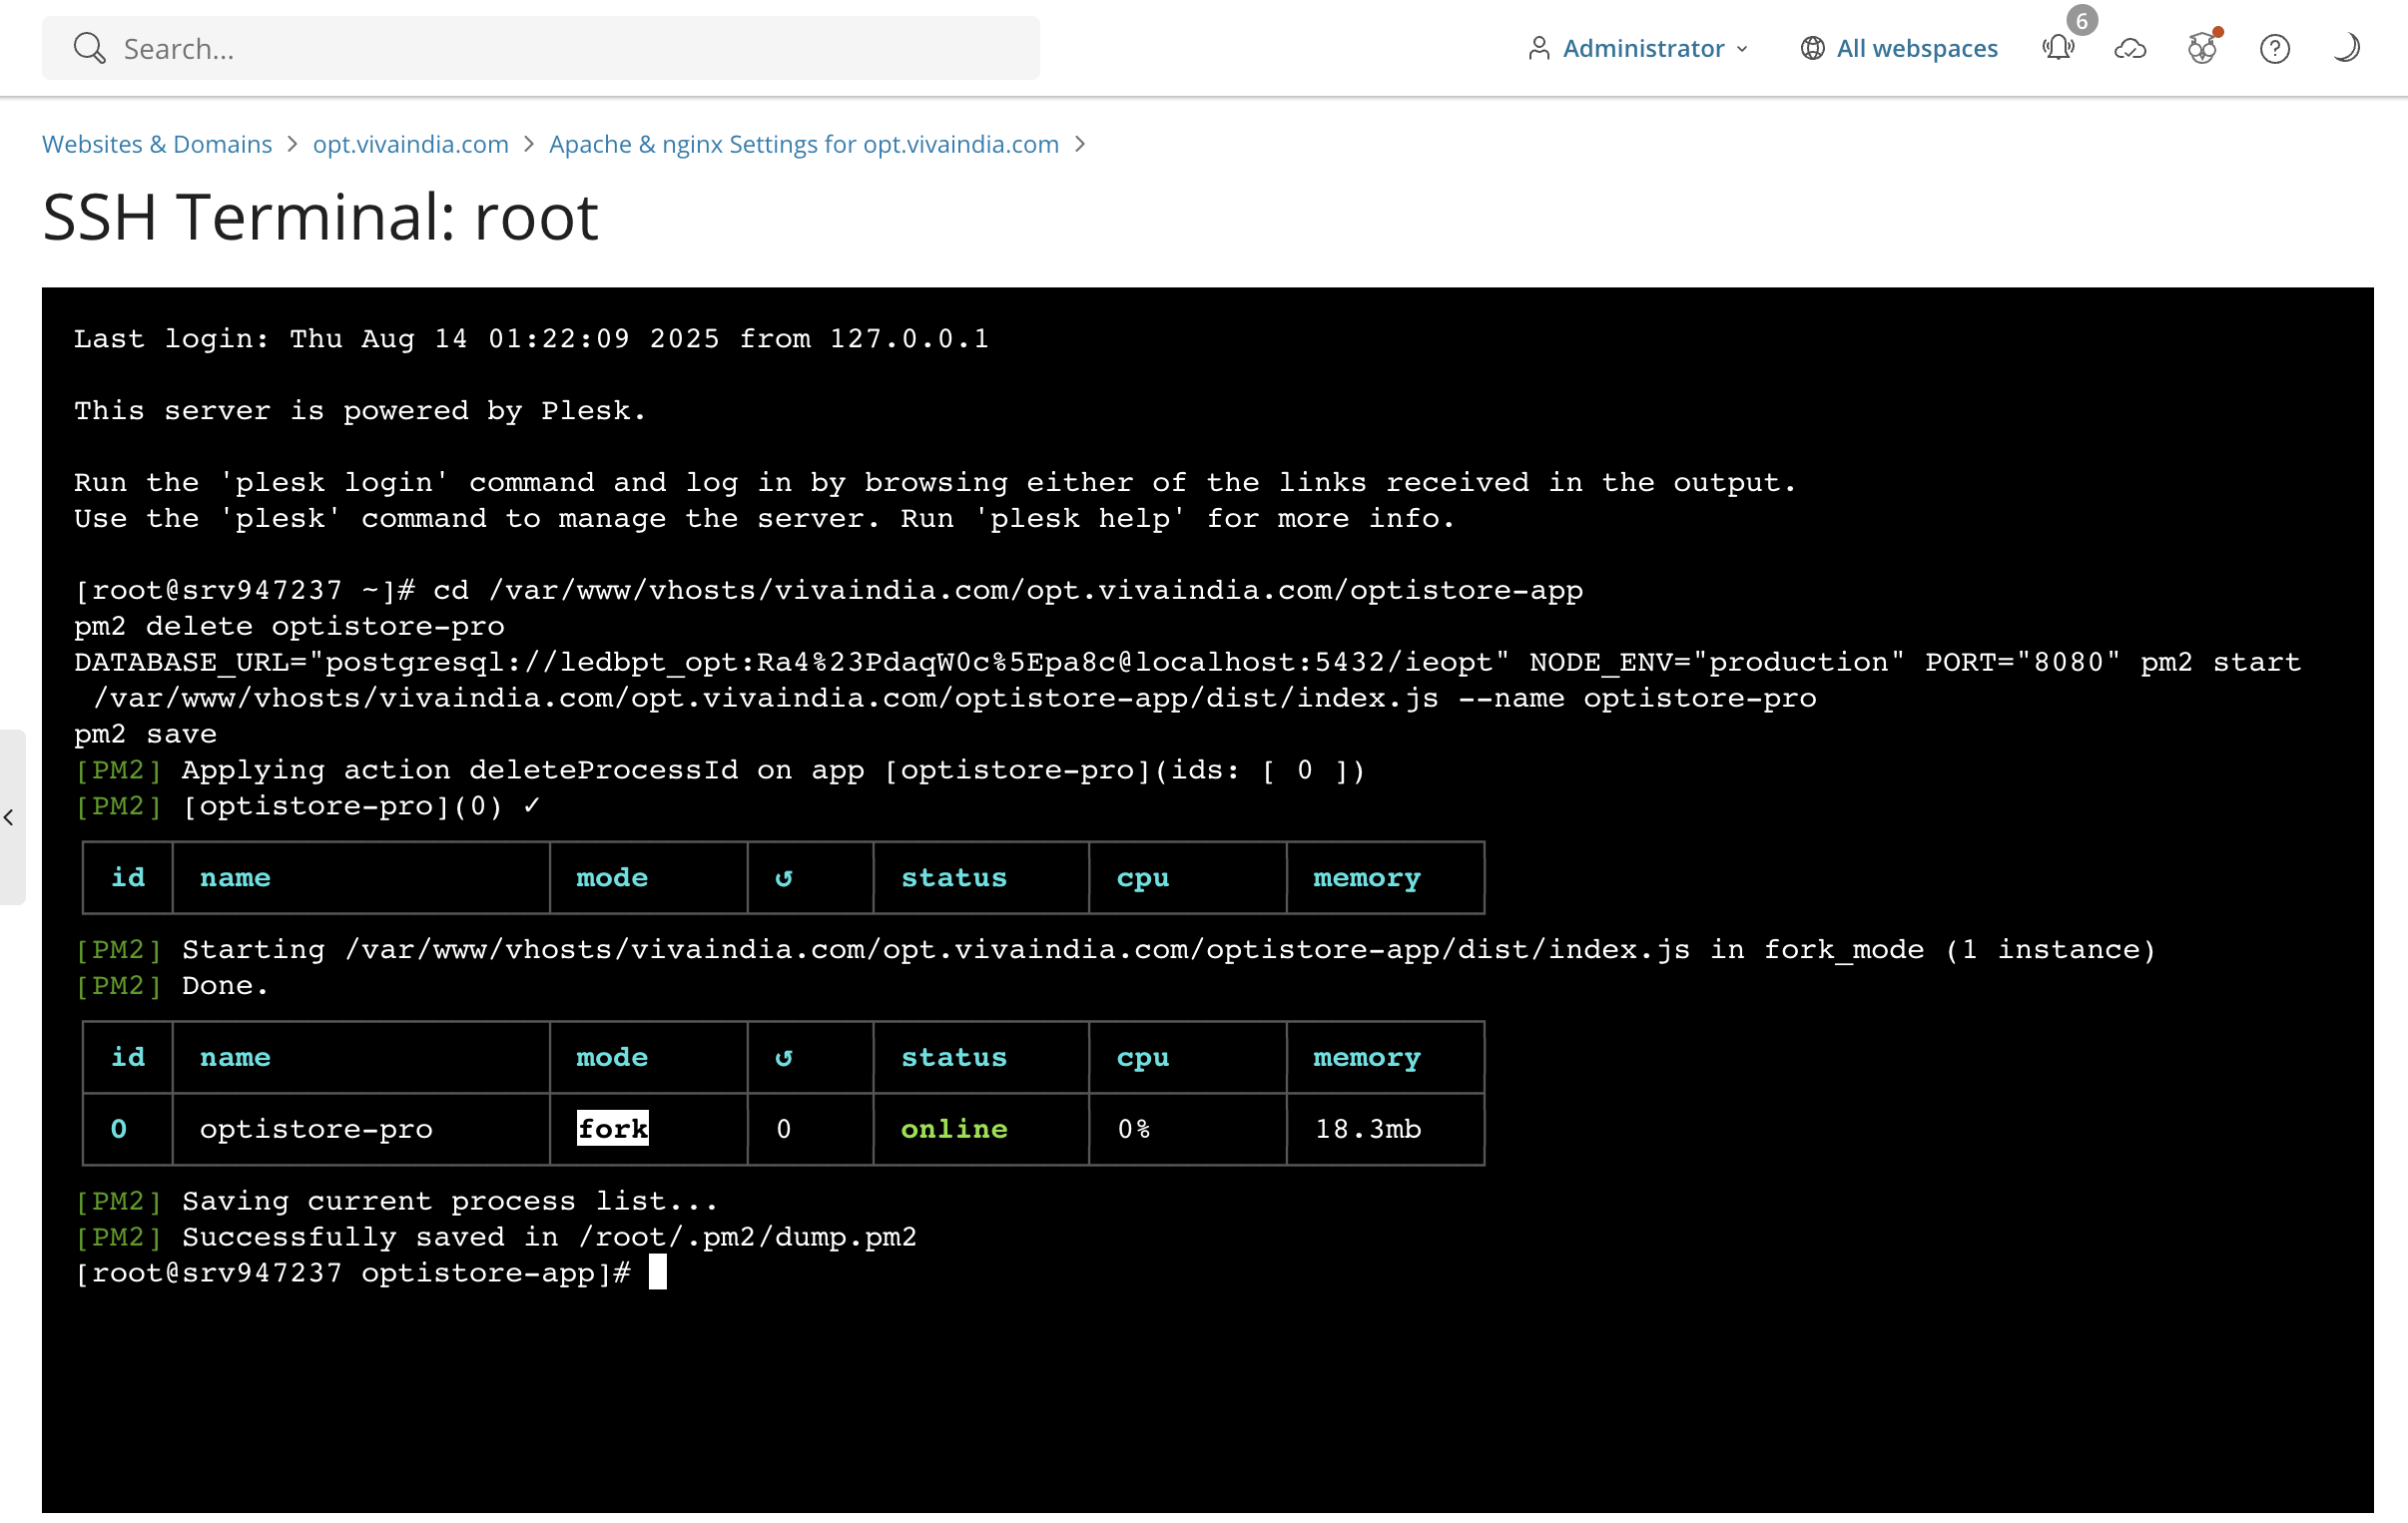 Search...
Administrator
All webspaces
6
Websites & Domains > opt.vivaindia.com > Apache & nginx Settings for opt.vivaindia.com >
SSH Terminal: root
Last login: Thu Aug 14 01:22:09 2025 from 127.0.0.1
This server is powered by Plesk.
Run the 'plesk login' command and log in by browsing either of the links received in the output.
Use the 'plesk' command to manage the server. Run 'plesk help' for more info.
[root@srv947237 ~]# cd /var/www/vhosts/vivaindia.com/opt.vivaindia.com/optistore-app
pm2 delete optistore-pro
DATABASE_URL="postgresql://ledbpt_opt:Ra4%23PdaqW0c%5Epa8c@localhost:5432/ieopt" NODE_ENV="production" PORT="8080" pm2 start
/var/www/vhosts/vivaindia.com/opt.vivaindia.com/optistore-app/dist/index.js --name optistore-pro
pm2 save
[PM2] Applying action deleteProcessId on app [optistore-pro](ids: [ 0 ])
[PM2] [optistore-pro](0) ✓
id name mode ↺ status cpu memory
[PM2] Starting /var/www/vhosts/vivaindia.com/opt.vivaindia.com/optistore-app/dist/index.js in fork_mode (1 instance)
[PM2] Done.
id name mode ↺ status cpu memory
0 optistore-pro fork 0 online 0% 18.3mb
[PM2] Saving current process list...
[PM2] Successfully saved in /root/.pm2/dump.pm2
[root@srv947237 optistore-app]#